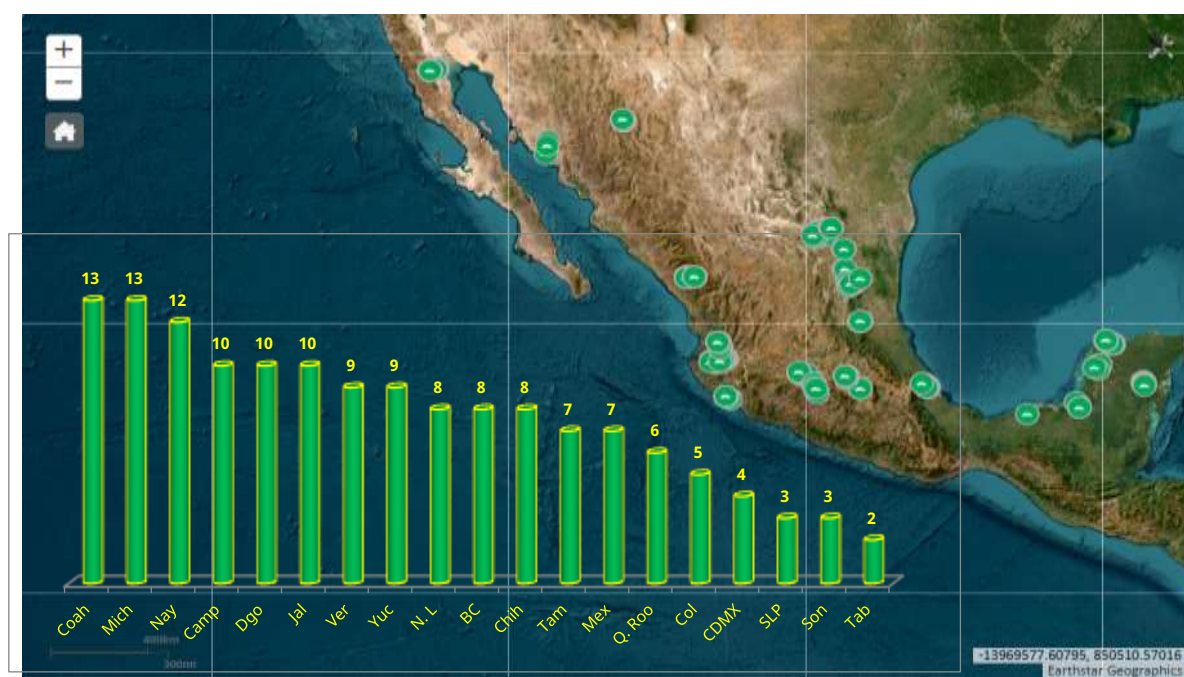 +
−
13 13
12
10 10 10
9 9
8 8 8
7 7
6
5
4
3 3
2
Coah Mich Nay Camp Dgo Jal Ver Yuc N. L BC Chih Tam Mex Q. Roo Col CDMX SLP Son Tab
300mi
-13969577.60795, 850510.57016
Earthstar Geographics